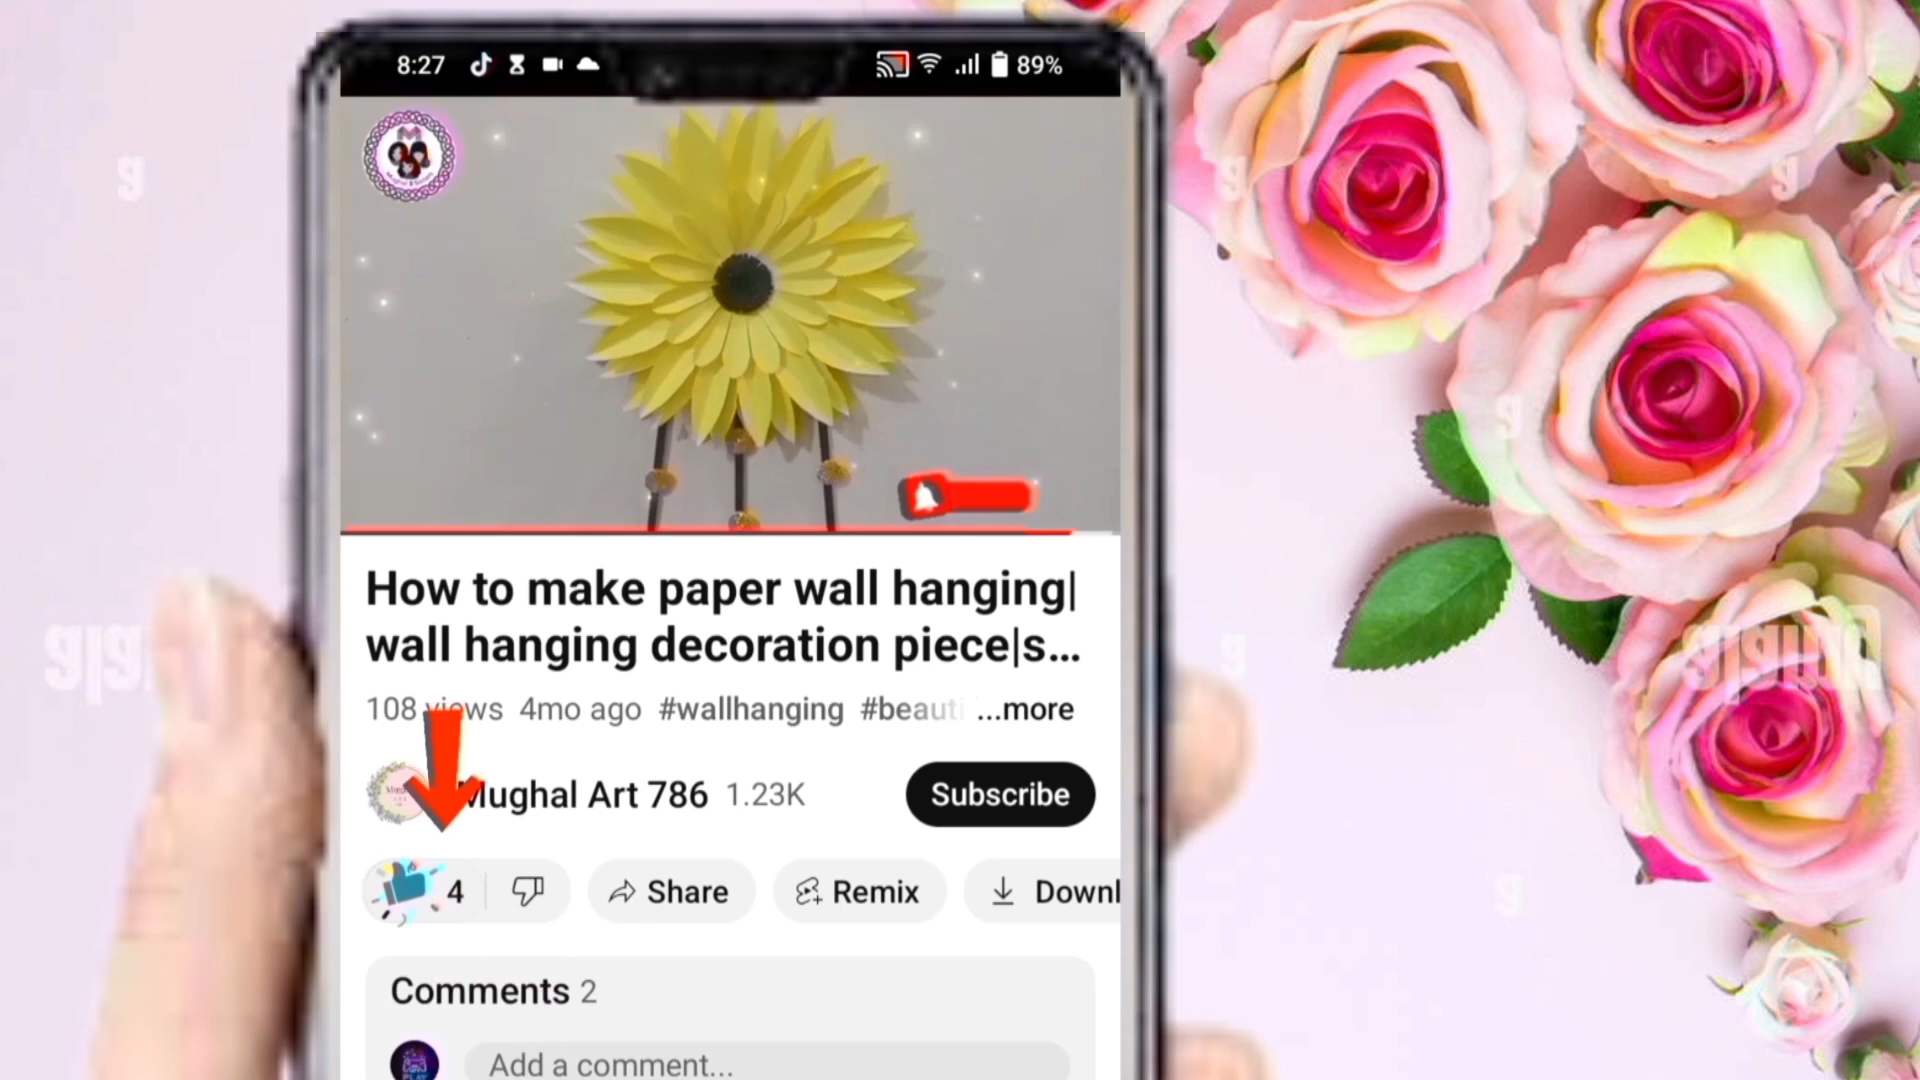 8:27
89%
How to make paper wall hanging|
wall hanging decoration piece|s...
108 views 4mo ago #wallhanging #beauti ...more
Mughal Art 786 1.23K
Subscribe
4
Share
Remix
Downl
Comments 2
Add a comment...